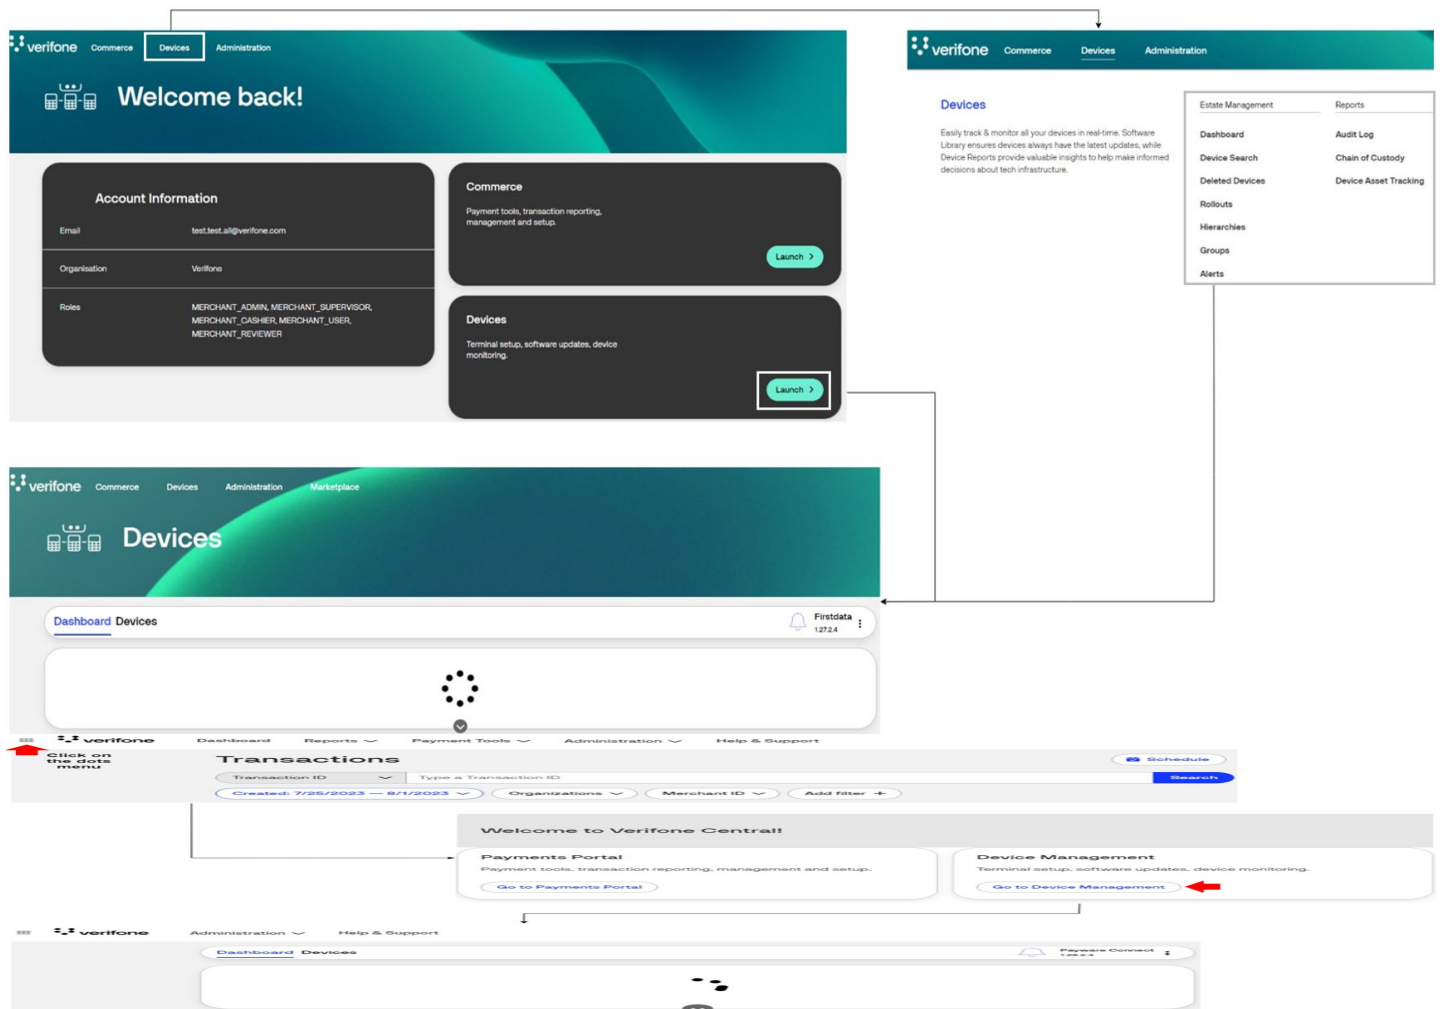 verifone Commerce Devices Administration
Welcome back!
Account Information
Email test.test.all@verifone.com
Organisation Verifone
Roles MERCHANT_ADMIN, MERCHANT_SUPERVISOR,
MERCHANT_CASHIER, MERCHANT_USER,
MERCHANT_REVIEWER
Commerce
Payment tools, transaction reporting,
management and setup.
Launch >
Devices
Terminal setup, software updates, device
monitoring.
Launch >
verifone Commerce Devices Administration
Devices
Easily track & monitor all your devices in real-time. Software
Library ensures devices always have the latest updates, while
Device Reports provide valuable insights to help make informed
decisions about tech infrastructure.
Estate Management
Dashboard
Device Search
Deleted Devices
Rollouts
Hierarchies
Groups
Alerts
Reports
Audit Log
Chain of Custody
Device Asset Tracking
verifone Commerce Devices Administration Marketplace
Devices
Dashboard Devices
Firstdata
1.27.2.4
verifone Dashboard Reports Payment Tools Administration Help & Support
Click on
the dots
menu
Transactions
Schedule
Transaction ID Type a Transaction ID Search
Created: 7/25/2023 — 8/1/2023 Organizations Merchant ID Add filter +
Welcome to Verifone Central!
Payments Portal
Payment tools, transaction reporting, management and setup.
Go to Payments Portal
Device Management
Terminal setup, software updates, device monitoring.
Go to Device Management
verifone Administration Help & Support
Dashboard Devices
Payware Connect